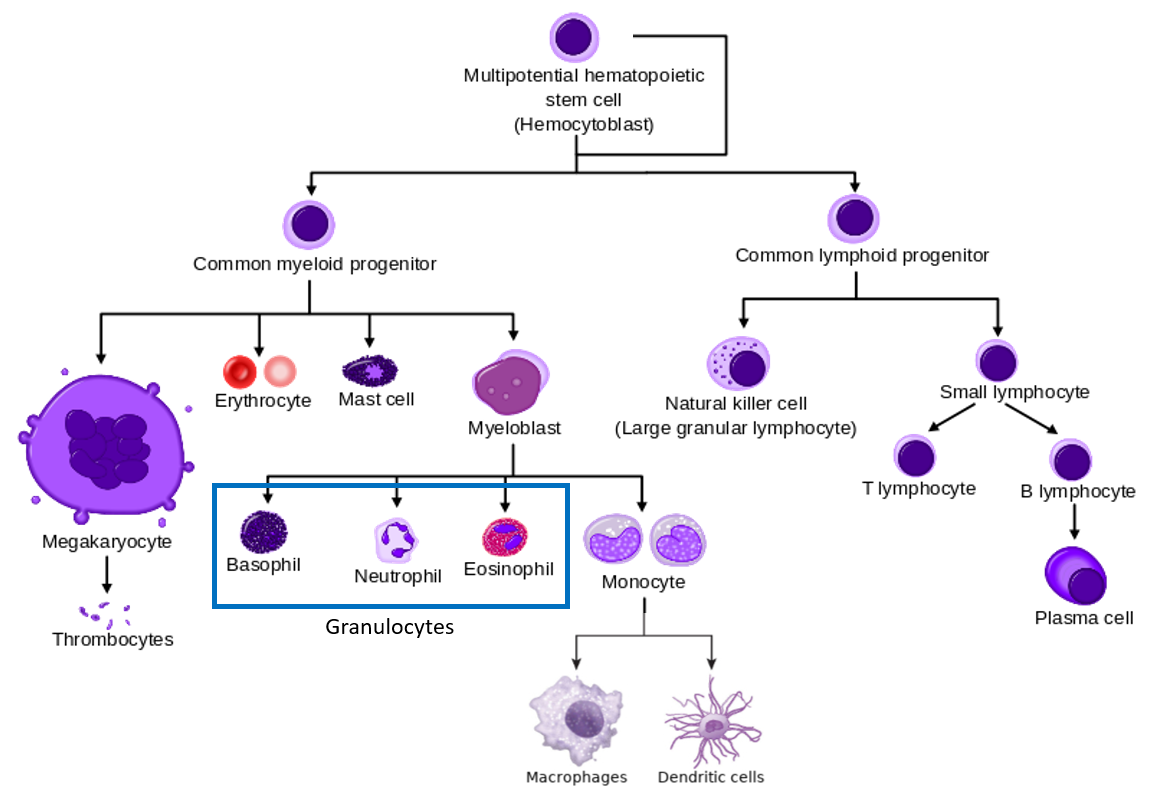 Multipotential hematopoietic
stem cell
(Hemocytoblast)
Common myeloid progenitor
Common lymphoid progenitor
Erythrocyte
Mast cell
Myeloblast
Natural killer cell
(Large granular lymphocyte)
Small lymphocyte
T lymphocyte
B lymphocyte
Megakaryocyte
Basophil
Neutrophil
Eosinophil
Monocyte
Plasma cell
Thrombocytes
Granulocytes
Macrophages
Dendritic cells